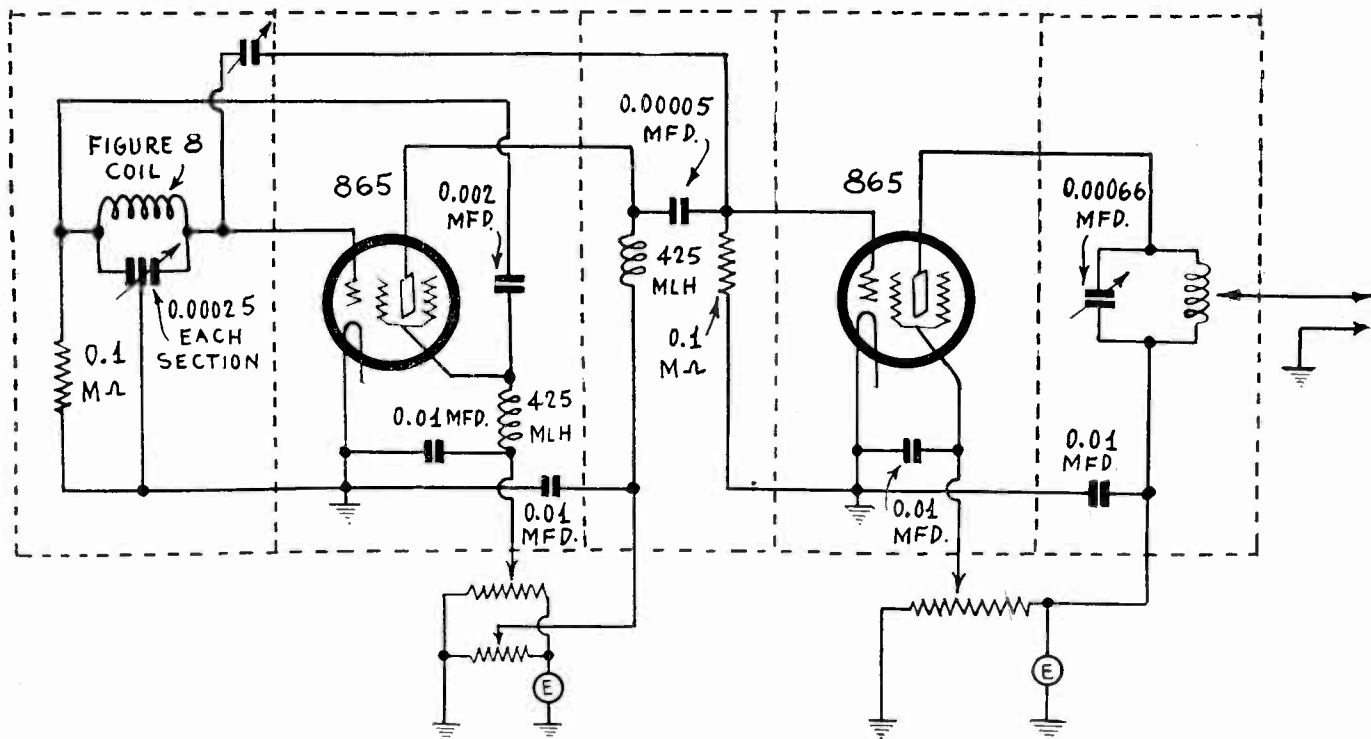 FIGURE 8
COIL
0.00025
EACH
SECTION
0.1
MΩ
865
0.002
MFD.
0.01 MFD.
425
MLH
0.01
MFD.
0.00005
MFD.
425
MLH
0.1
MΩ
865
0.01
MFD.
0.00066
MFD.
0.01
MFD.
E
E